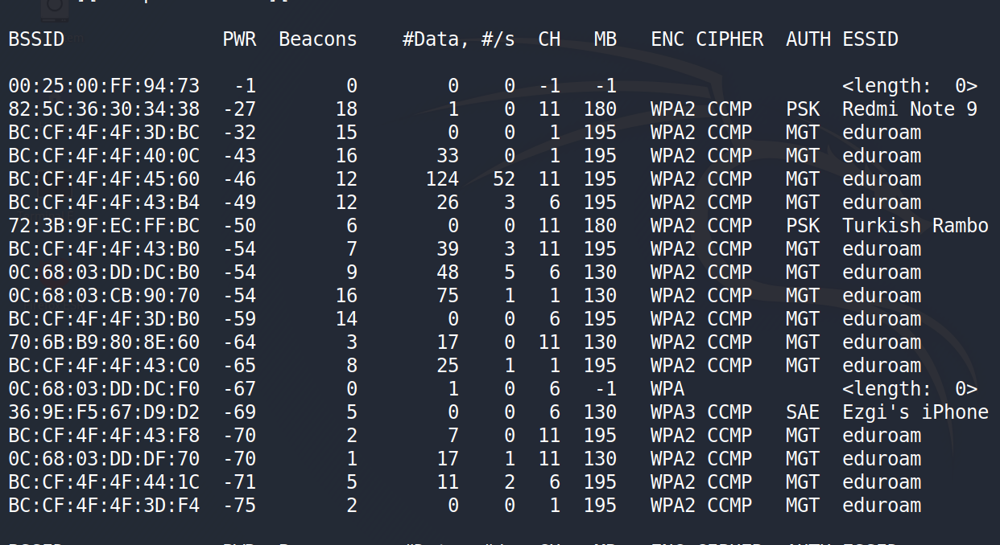 BSSID PWR Beacons #Data, #/s CH MB ENC CIPHER AUTH ESSID
00:25:00:FF:94:73 -1 0 0 0 -1 -1 <length: 0>
82:5C:36:30:34:38 -27 18 1 0 11 180 WPA2 CCMP PSK Redmi Note 9
BC:CF:4F:4F:3D:BC -32 15 0 0 1 195 WPA2 CCMP MGT eduroam
BC:CF:4F:4F:40:0C -43 16 33 0 1 195 WPA2 CCMP MGT eduroam
BC:CF:4F:4F:45:60 -46 12 124 52 11 195 WPA2 CCMP MGT eduroam
BC:CF:4F:4F:43:B4 -49 12 26 3 6 195 WPA2 CCMP MGT eduroam
72:3B:9F:EC:FF:BC -50 6 0 0 11 180 WPA2 CCMP PSK Turkish Rambo
BC:CF:4F:4F:43:B0 -54 7 39 3 11 195 WPA2 CCMP MGT eduroam
0C:68:03:DD:DC:B0 -54 9 48 5 6 130 WPA2 CCMP MGT eduroam
0C:68:03:CB:90:70 -54 16 75 1 1 130 WPA2 CCMP MGT eduroam
BC:CF:4F:4F:3D:B0 -59 14 0 0 6 195 WPA2 CCMP MGT eduroam
70:6B:B9:80:8E:60 -64 3 17 0 11 130 WPA2 CCMP MGT eduroam
BC:CF:4F:4F:43:C0 -65 8 25 1 1 195 WPA2 CCMP MGT eduroam
0C:68:03:DD:DC:F0 -67 0 1 0 6 -1 WPA <length: 0>
36:9E:F5:67:D9:D2 -69 5 0 0 6 130 WPA3 CCMP SAE Ezgi's iPhone
BC:CF:4F:4F:43:F8 -70 2 7 0 11 195 WPA2 CCMP MGT eduroam
0C:68:03:DD:DF:70 -70 1 17 1 11 130 WPA2 CCMP MGT eduroam
BC:CF:4F:4F:44:1C -71 5 11 2 6 195 WPA2 CCMP MGT eduroam
BC:CF:4F:4F:3D:F4 -75 2 0 0 1 195 WPA2 CCMP MGT eduroam